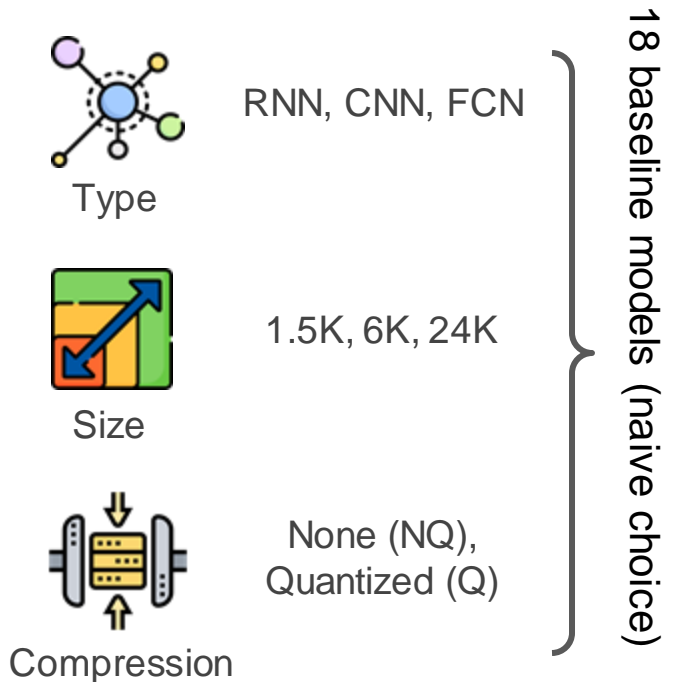 RNN, CNN, FCN
Type
1.5K, 6K, 24K
Size
None (NQ),
Quantized (Q)
Compression
18 baseline models (naive choice)